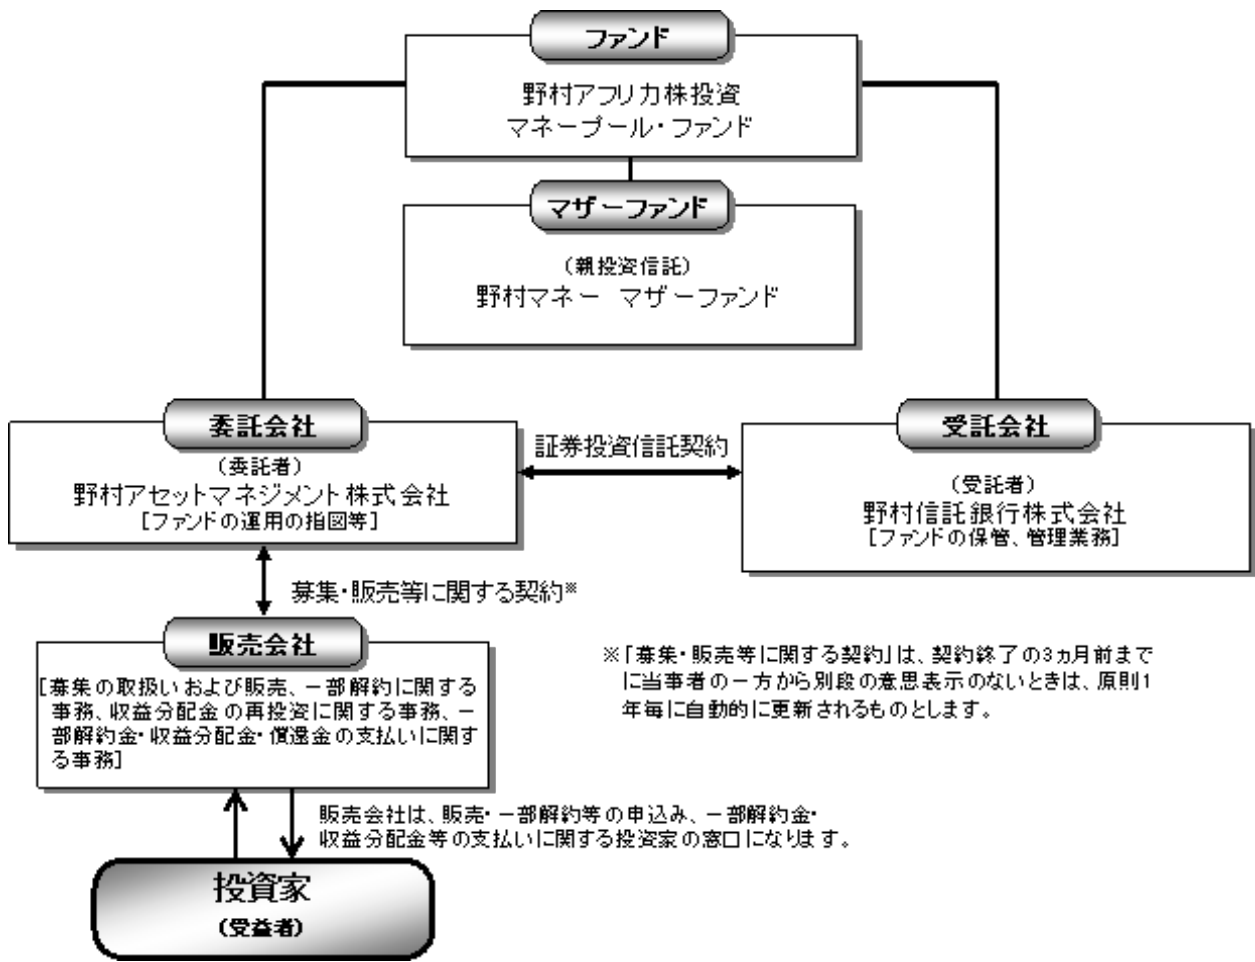 ファンド
野村アフリカ株投資
マネープール・ファンド
マザーファンド
(親投資信託)
野村マネー マザーファンド
委託会社
(委託者)
野村アセットマネジメント株式会社
[ファンドの運用の指図等]
証券投資信託契約
受託会社
(受託者)
野村信託銀行株式会社
[ファンドの保管、管理業務]
募集・販売等に関する契約※
販売会社
[募集の取扱いおよび販売、一部解約に関する
事務、収益分配金の再投資に関する事務、一
部解約金・収益分配金・償還金の支払いに関す
る事務]
※「募集・販売等に関する契約」は、契約終了の3ヵ月前まで
に当事者の一方から別段の意思表示のないときは、原則1
年毎に自動的に更新されるものとします。
販売会社は、販売・一部解約等の申込み、一部解約金・
収益分配金等の支払いに関する投資家の窓口になります。
投資家
(受益者)